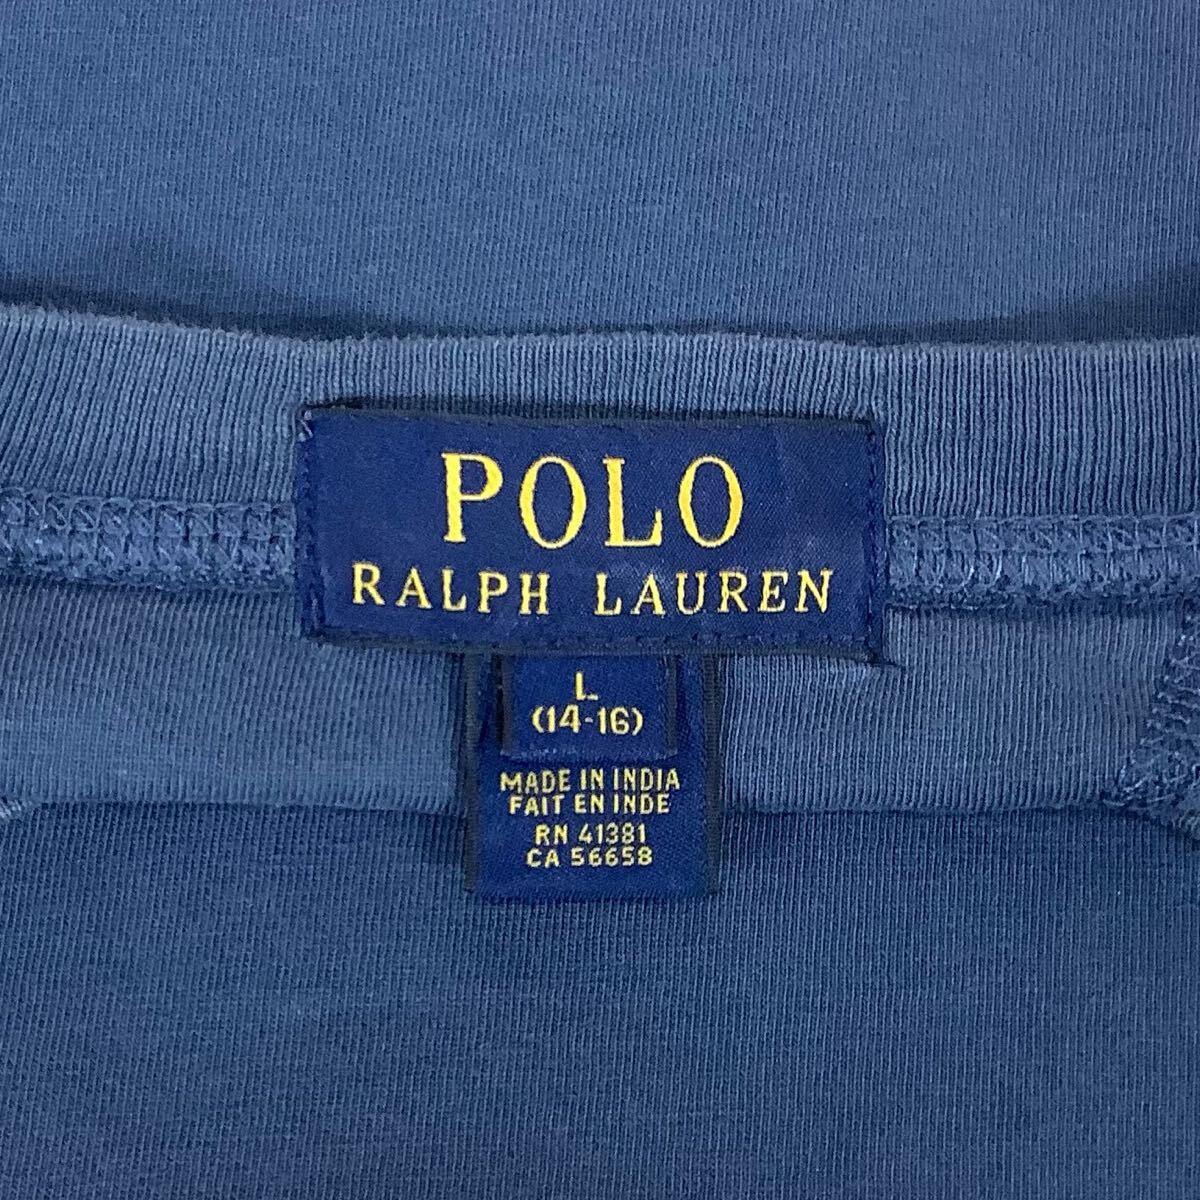 POLO
RALPH LAUREN
L
(14-16)
MADE IN INDIA
FAIT EN INDE
RN 41381
CA 56658